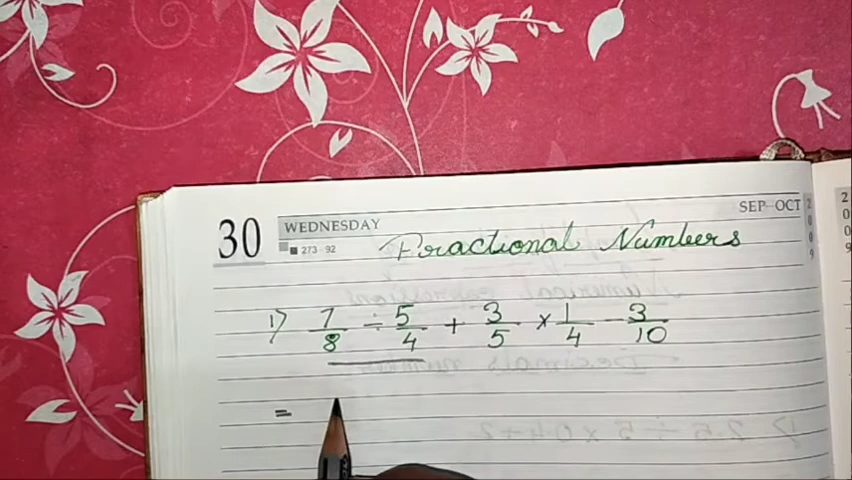 30 WEDNESDAY SEP-OCT
273-92
Fractional Numbers
1) 7/8 ÷ 5/4 + 3/5 × 1/4 - 3/10
=
2009